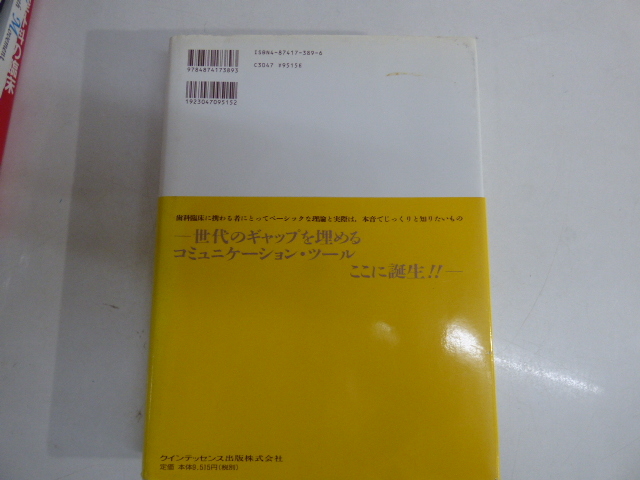 ISBN4-87417-389-6
C3047 ¥9515E
9784874173893
1923047095152
歯科臨床に携わる者にとってベーシックな理論と実際は、本音でじっくりと知りたいもの
―世代のギャップを埋める
コミュニケーション・ツール
ここに誕生!!―
クインテッセンス出版株式会社
定価 本体9,515円(税別)